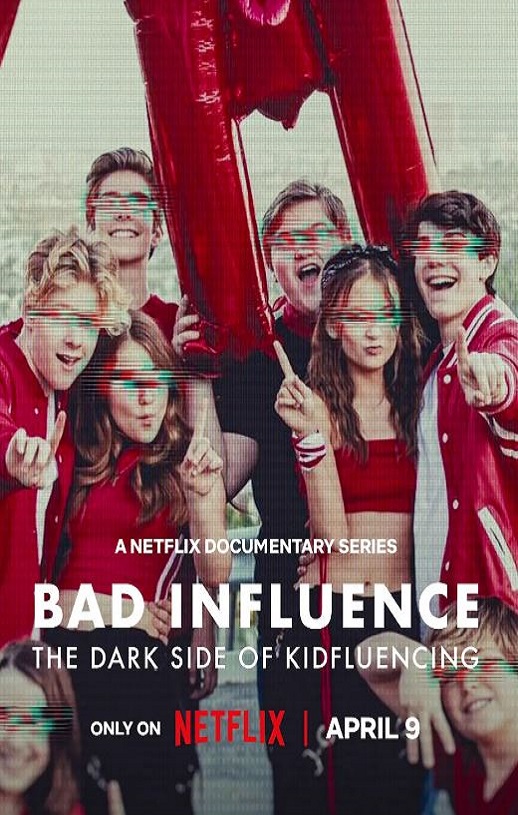 A NETFLIX DOCUMENTARY SERIES
BAD INFLUENCE
THE DARK SIDE OF KIDFLUENCING
ONLY ON NETFLIX | APRIL 9